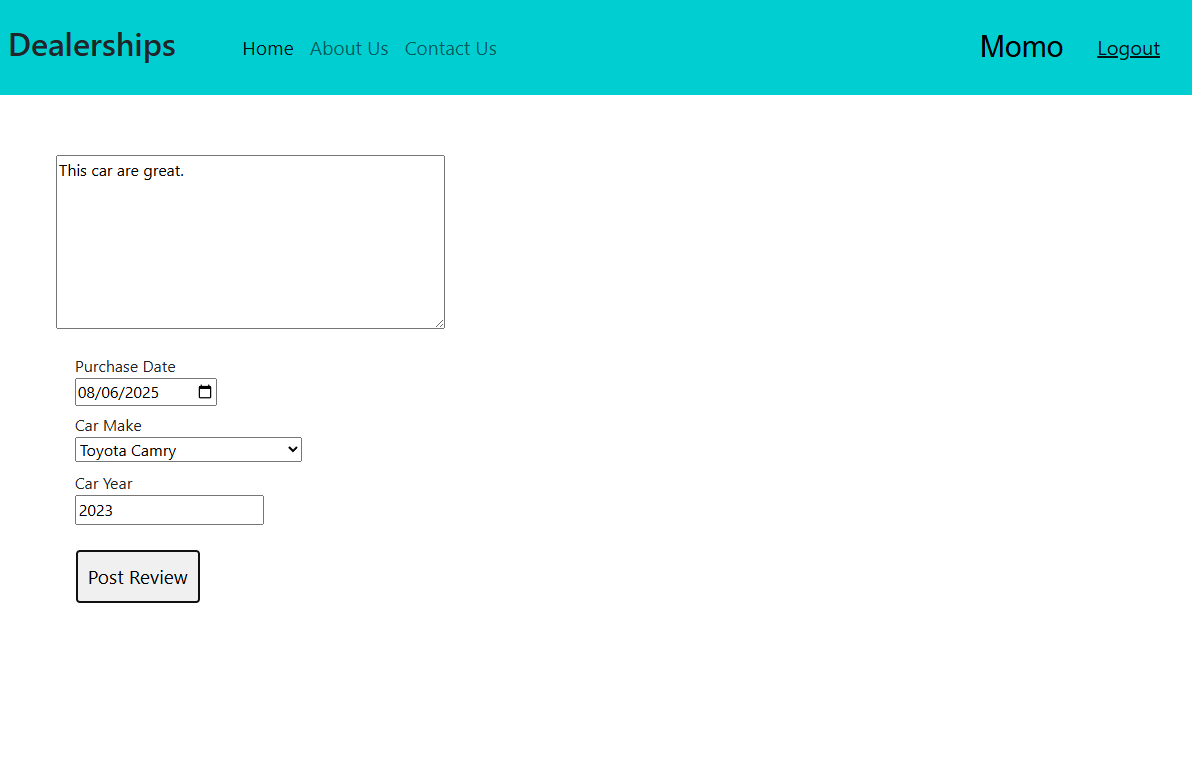 Dealerships Home About Us Contact Us Momo Logout
This car are great.
Purchase Date
08/06/2025
Car Make
Toyota Camry
Car Year
2023
Post Review